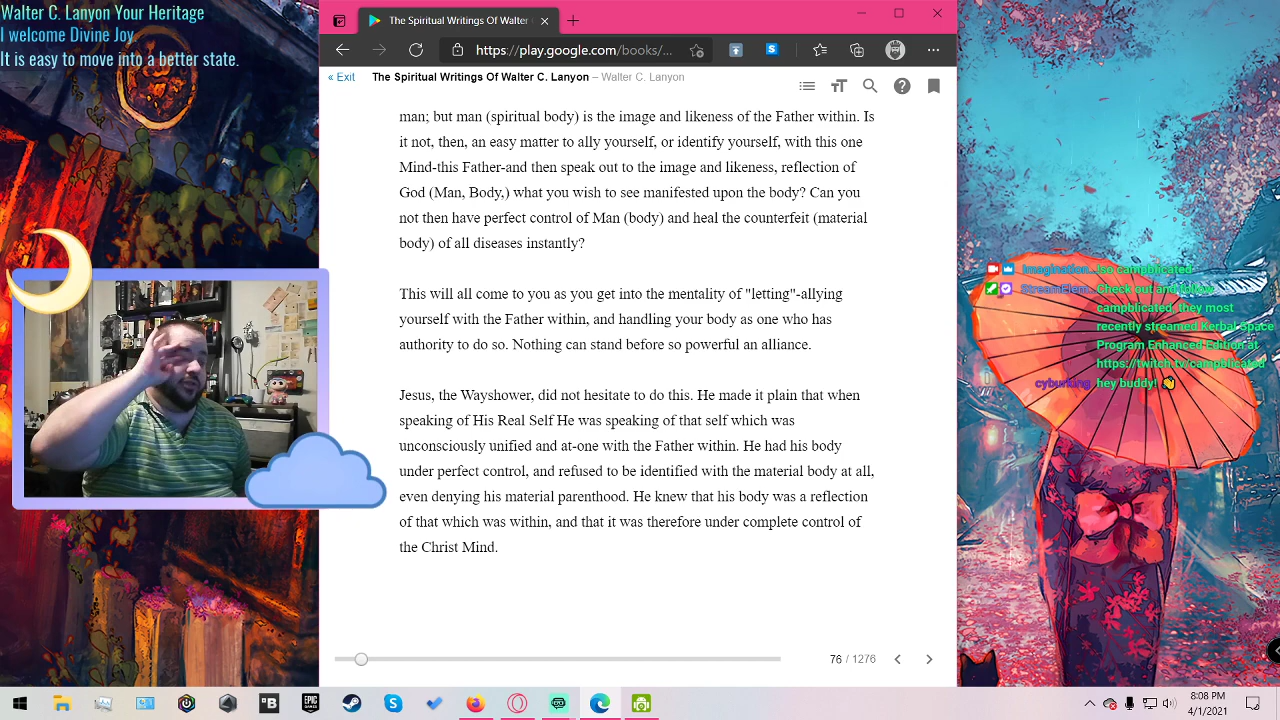 Walter C. Lanyon Your Heritage
I welcome Divine Joy
It is easy to move into a better state.
The Spiritual Writings Of Walter
https://play.google.com/books/...
« Exit The Spiritual Writings Of Walter C. Lanyon – Walter C. Lanyon
man; but man (spiritual body) is the image and likeness of the Father within. Is
it not, then, an easy matter to ally yourself, or identify yourself, with this one
Mind-this Father-and then speak out to the image and likeness, reflection of
God (Man, Body,) what you wish to see manifested upon the body? Can you
not then have perfect control of Man (body) and heal the counterfeit (material
body) of all diseases instantly?
This will all come to you as you get into the mentality of "letting"-allying
yourself with the Father within, and handling your body as one who has
authority to do so. Nothing can stand before so powerful an alliance.
Jesus, the Wayshower, did not hesitate to do this. He made it plain that when
speaking of His Real Self He was speaking of that self which was
unconsciously unified and at-one with the Father within. He had his body
under perfect control, and refused to be identified with the material body at all,
even denying his material parenthood. He knew that his body was a reflection
of that which was within, and that it was therefore under complete control of
the Christ Mind.
76 / 1276
Imagination... !so campblicated
StreamElem... Check out and follow
campblicated, they most
recently streamed Kerbal Space
Program Enhanced Edition at
https://twitch.tv/campblicated
cyburking hey buddy!
8:08 PM
4/1/2021